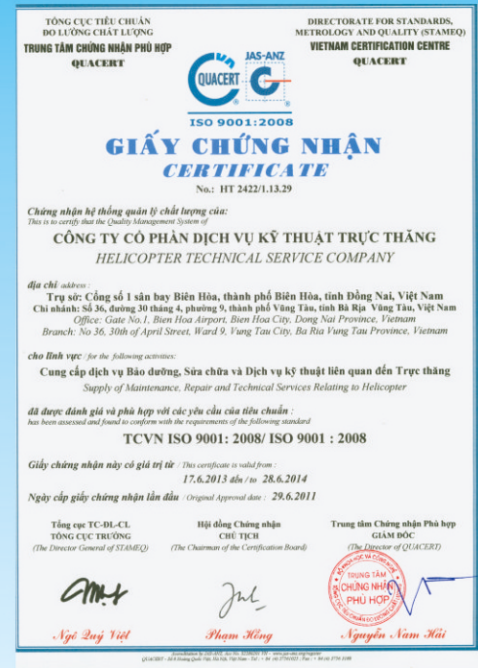 TỔNG CỤC TIÊU CHUẨN
ĐO LƯỜNG CHẤT LƯỢNG
TRUNG TÂM CHỨNG NHẬN PHÙ HỢP
QUACERT
DIRECTORATE FOR STANDARDS,
METROLOGY AND QUALITY (STAMEQ)
VIETNAM CERTIFICATION CENTRE
QUACERT
JAS-ANZ
QUACERT
ISO 9001:2008
GIẤY CHỨNG NHẬN
CERTIFICATE
No.: HT 2422/1.13.29
Chứng nhận hệ thống quản lý chất lượng của:
This is to certify that the Quality Management System of
CÔNG TY CỔ PHẦN DỊCH VỤ KỸ THUẬT TRỰC THĂNG
HELICOPTER TECHNICAL SERVICE COMPANY
địa chỉ address :
Trụ sở: Cổng số 1 sân bay Biên Hòa, thành phố Biên Hòa, tỉnh Đồng Nai, Việt Nam
Chi nhánh: Số 36, đường 30 tháng 4, phường 9, thành phố Vũng Tàu, tỉnh Bà Rịa Vũng Tàu, Việt Nam
Office: Gate No.1, Bien Hoa Airport, Bien Hoa City, Dong Nai Province, Vietnam
Branch: No 36, 30th of April Street, Ward 9, Vung Tau City, Ba Ria Vung Tau Province, Vietnam
cho lĩnh vực / for the following activities:
Cung cấp dịch vụ Bảo dưỡng, Sửa chữa và Dịch vụ kỹ thuật liên quan đến Trực thăng
Supply of Maintenance, Repair and Technical Services Relating to Helicopter
đã được đánh giá và phù hợp với các yêu cầu của tiêu chuẩn :
has been assessed and found to conform with the requirements of the following standard
TCVN ISO 9001: 2008/ ISO 9001 : 2008
Giấy chứng nhận này có giá trị từ / This certificate is valid from :
17.6.2013 đến / to 28.6.2014
Ngày cấp giấy chứng nhận lần đầu / Original Approval date : 29.6.2011
Tổng cục TC-ĐL-CL
TỔNG CỤC TRƯỞNG
(The Director General of STAMEQ)
Hội đồng Chứng nhận
CHỦ TỊCH
(The Chairman of the Certification Board)
Trung tâm Chứng nhận Phù hợp
GIÁM ĐỐC
(The Director of QUACERT)
TRUNG TÂM
CHỨNG NHẬN
PHÙ HỢP
Ngô Quý Việt
Phạm Hồng
Nguyễn Nam Hải